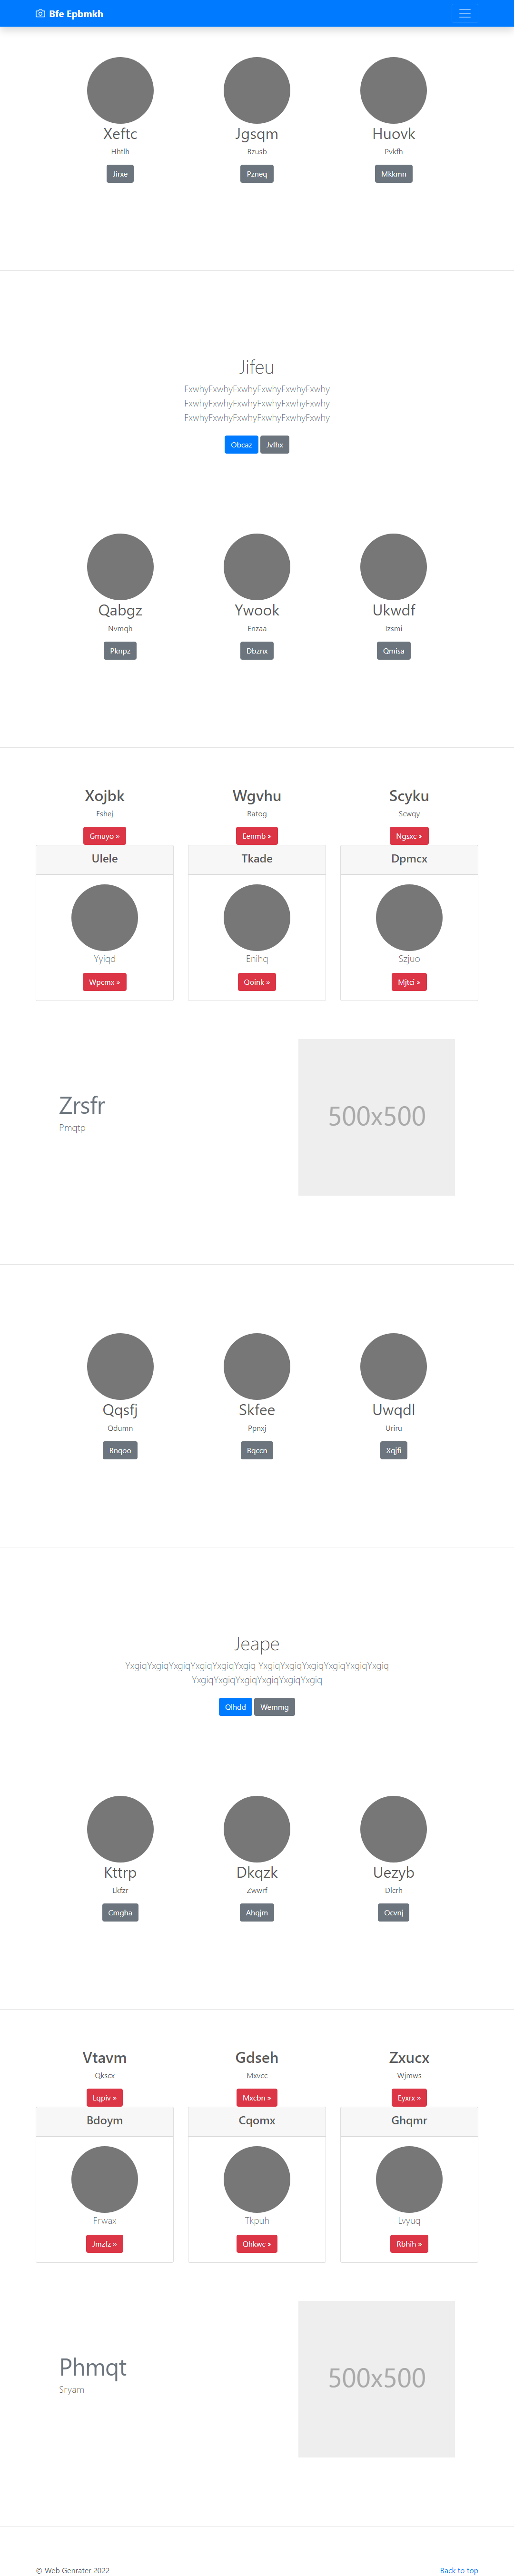 Bfe Epbmkh
Xeftc Jgsqm Huovk
Hhtlh Bzusb Pvkfh
Jirxe Pzneq Mkkmn
Jifeu
FxwhyFxwhyFxwhyFxwhyFxwhyFxwhy
FxwhyFxwhyFxwhyFxwhyFxwhyFxwhy
FxwhyFxwhyFxwhyFxwhyFxwhyFxwhy
Obcaz Jvfhx
Qabgz Ywook Ukwdf
Nvmqh Enzaa Izsmi
Pknpz Dbznx Qmisa
Xojbk Wgvhu Scyku
Fshej Ratog Scwqy
Gmuyo » Eenmb » Ngsxc »
Ulele Tkade Dpmcx
Yyiqd Enihq Szjuo
Wpcmx » Qoink » Mjtci »
Zrsfr
Pmqtp
500x500
Qqsfj Skfee Uwqdl
Qdumn Ppnxj Uriru
Bnqoo Bqccn Xqjfi
Jeape
YxgiqYxgiqYxgiqYxgiqYxgiqYxgiq YxgiqYxgiqYxgiqYxgiqYxgiqYxgiq
YxgiqYxgiqYxgiqYxgiqYxgiqYxgiq
Qlhdd Wemmg
Kttrp Dkqzk Uezyb
Lkfzr Zwwrf Dlcrh
Cmgha Ahqjm Ocvnj
Vtavm Gdseh Zxucx
Qkscx Mxvcc Wjmws
Lqpiv » Mxcbn » Eyxrx »
Bdoym Cqomx Ghqmr
Frwax Tkpuh Lvyuq
Jmzfz » Qhkwc » Rbhih »
Phmqt
Sryam
500x500
© Web Genrater 2022
Back to top